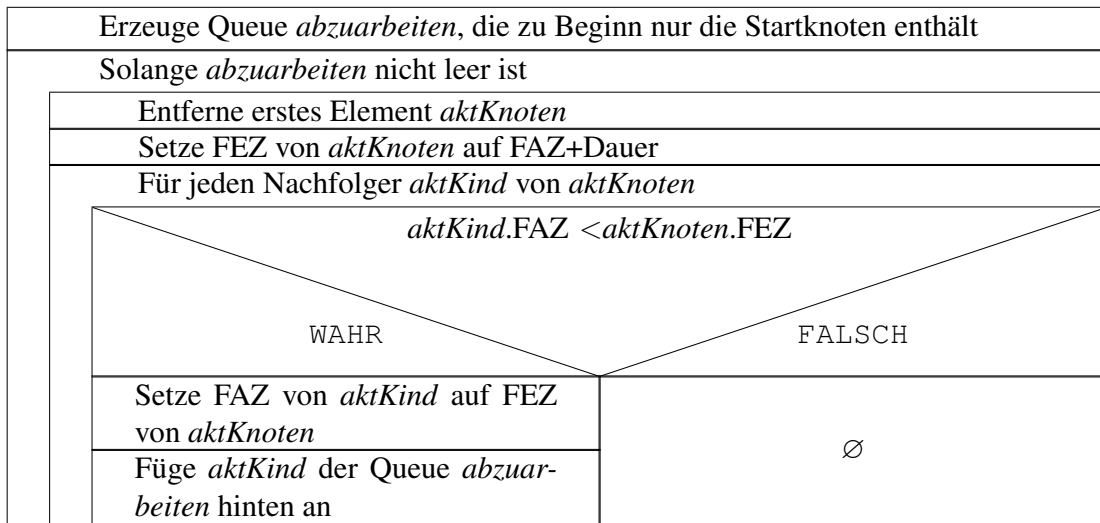 Erzeuge Queue abzuarbeiten, die zu Beginn nur die Startknoten enthält
Solange abzuarbeiten nicht leer ist
Entferne erstes Element aktKnoten
Setze FEZ von aktKnoten auf FAZ+Dauer
Für jeden Nachfolger aktKind von aktKnoten
aktKind.FAZ <aktKnoten.FEZ
WAHR
FALSCH
Setze FAZ von aktKind auf FEZ
von aktKnoten
Füge aktKind der Queue abzuar-
beiten hinten an
∅